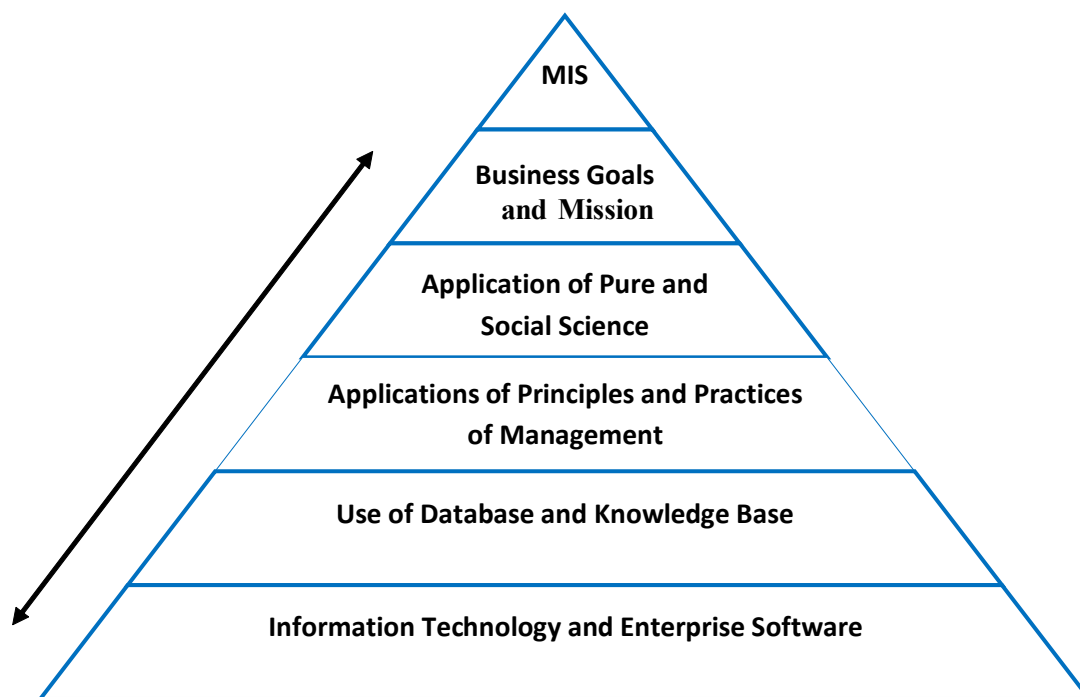 MIS
Business Goals
and Mission
Application of Pure and
Social Science
Applications of Principles and Practices
of Management
Use of Database and Knowledge Base
Information Technology and Enterprise Software